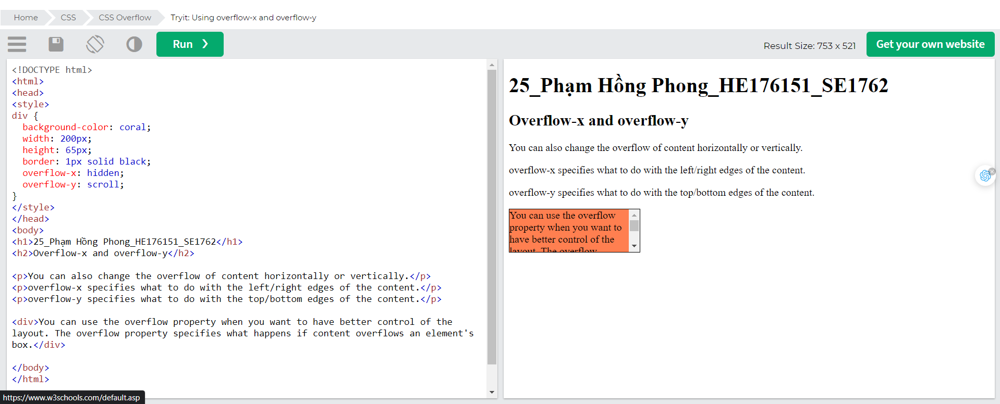 Home CSS CSS Overflow Tryit: Using overflow-x and overflow-y
Run ❯ Result Size: 753 x 521 Get your own website
<!DOCTYPE html>
<html>
<head>
<style>
div {
  background-color: coral;
  width: 200px;
  height: 65px;
  border: 1px solid black;
  overflow-x: hidden;
  overflow-y: scroll;
}
</style>
</head>
<body>
<h1>25_Phạm Hồng Phong_HE176151_SE1762</h1>
<h2>Overflow-x and overflow-y</h2>

<p>You can also change the overflow of content horizontally or vertically.</p>
<p>overflow-x specifies what to do with the left/right edges of the content.</p>
<p>overflow-y specifies what to do with the top/bottom edges of the content.</p>

<div>You can use the overflow property when you want to have better control of the
layout. The overflow property specifies what happens if content overflows an element's
box.</div>

</body>
</html>
https://www.w3schools.com/default.asp
25_Phạm Hồng Phong_HE176151_SE1762
Overflow-x and overflow-y
You can also change the overflow of content horizontally or vertically.
overflow-x specifies what to do with the left/right edges of the content.
overflow-y specifies what to do with the top/bottom edges of the content.
You can use the overflow
property when you want to
have better control of the
layout. The overflow